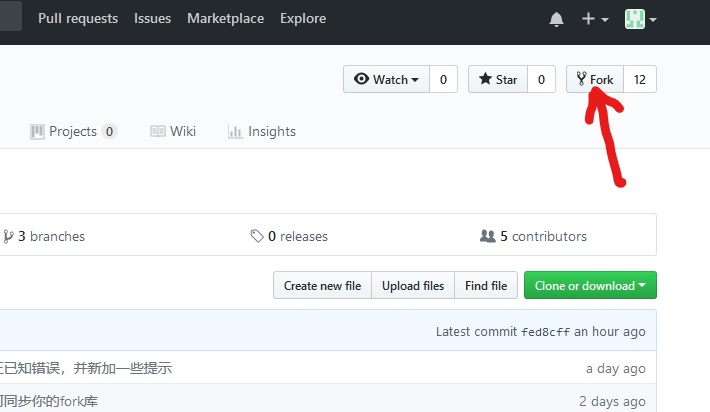 Pull requests Issues Marketplace Explore
Watch 0 Star 0 Fork 12
Projects 0 Wiki Insights
3 branches 0 releases 5 contributors
Create new file Upload files Find file Clone or download
Latest commit fed8cff an hour ago
已知错误，并新加一些提示 a day ago
同步你的fork库 2 days ago